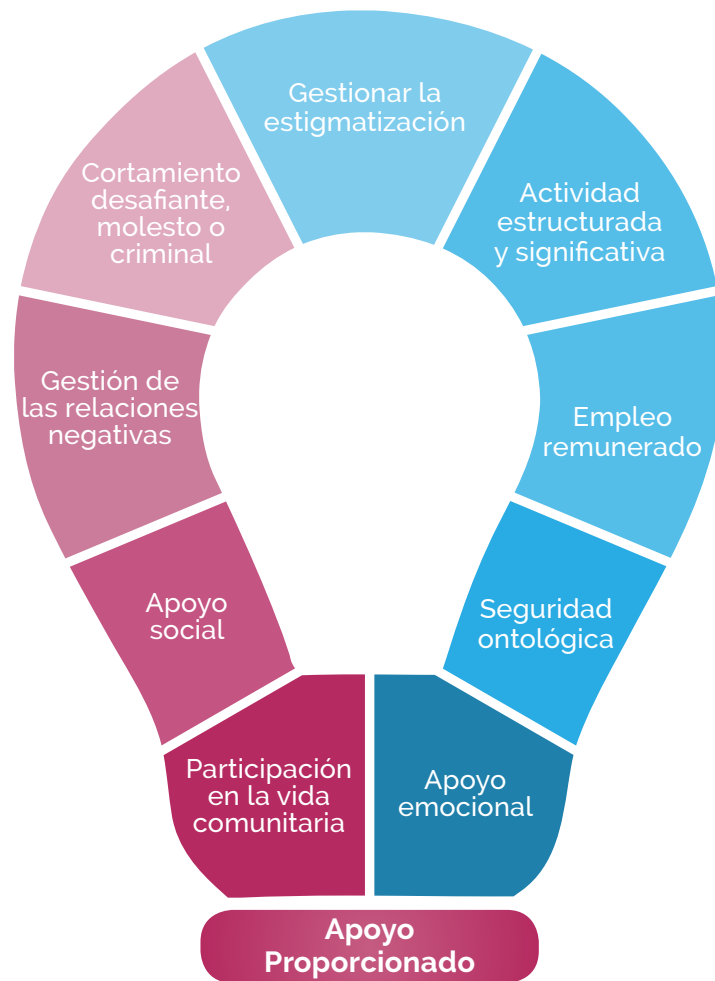 Gestionar la
estigmatización
Actividad
estructurada
y significativa
Empleo
remunerado
Seguridad
ontológica
Apoyo
emocional
Participación
en la vida
comunitaria
Apoyo
social
Gestión de
las relaciones
negativas
Cortamiento
desafiante,
molesto o
criminal
Apoyo
Proporcionado